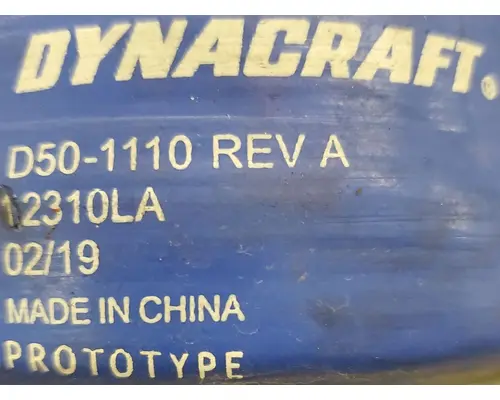 DYNACRAFT®
D50-1110 REV A
12310LA
02/19
MADE IN CHINA
PROTOTYPE